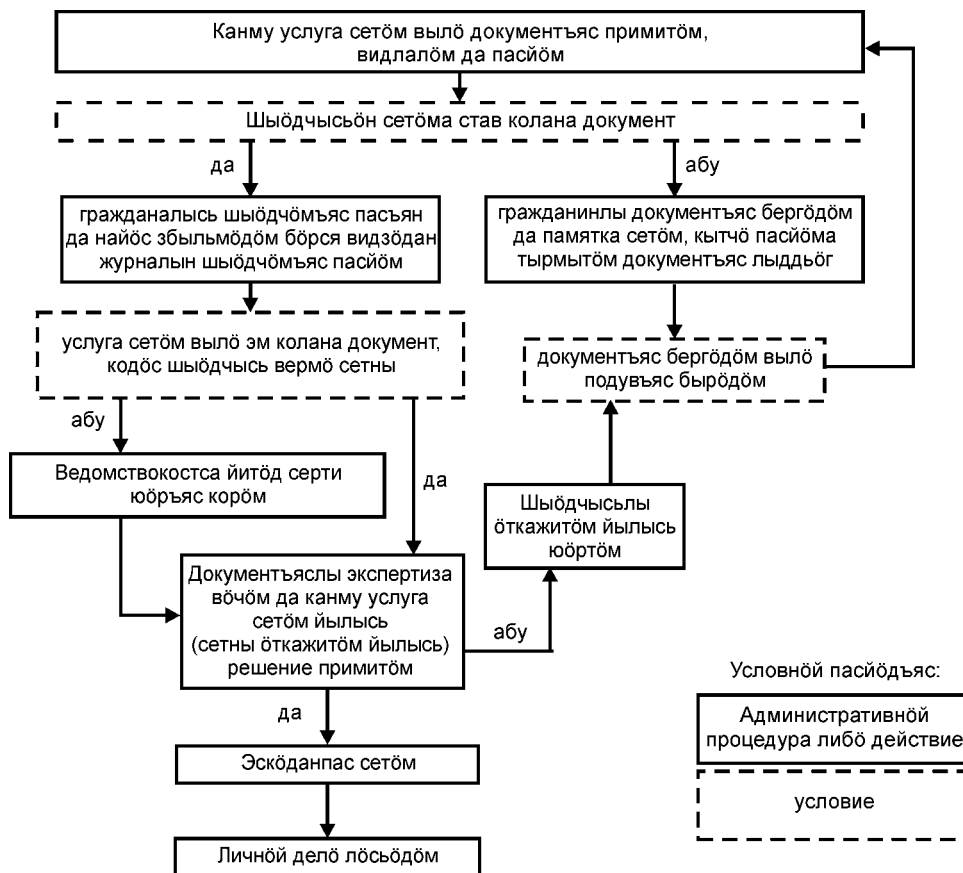 Канму услуга сетӧм вылӧ документъяс примитӧм,
видлалӧм да пасйӧм
Шыӧдчысьӧн сетӧма став колана документ
да
абу
гражданалысь шыӧдчӧмъяс пасъян
да найӧс збыльмӧдӧм бӧрся видзӧдан
журналын шыӧдчӧмъяс пасйӧм
гражданинлы документъяс бергӧдӧм
да памятка сетӧм, кытчӧ пасйӧма
тырмытӧм документъяс лыддьӧг
услуга сетӧм вылӧ эм колана документ,
кодӧс шыӧдчысь вермӧ сетны
документъяс бергӧдӧм вылӧ
подувъяс бырӧдӧм
абу
да
Ведомствокостса йитӧд серти
юӧръяс корӧм
Шыӧдчысьлы
ӧткажитӧм йылысь
юӧртӧм
Документъяслы экспертиза
вӧчӧм да канму услуга
сетӧм йылысь
(сетны ӧткажитӧм йылысь)
решение примитӧм
абу
да
Эскӧданпас сетӧм
Личнӧй делӧ лӧсьӧдӧм
Условнӧй пасйӧдъяс:
Административнӧй
процедура либӧ действие
условие